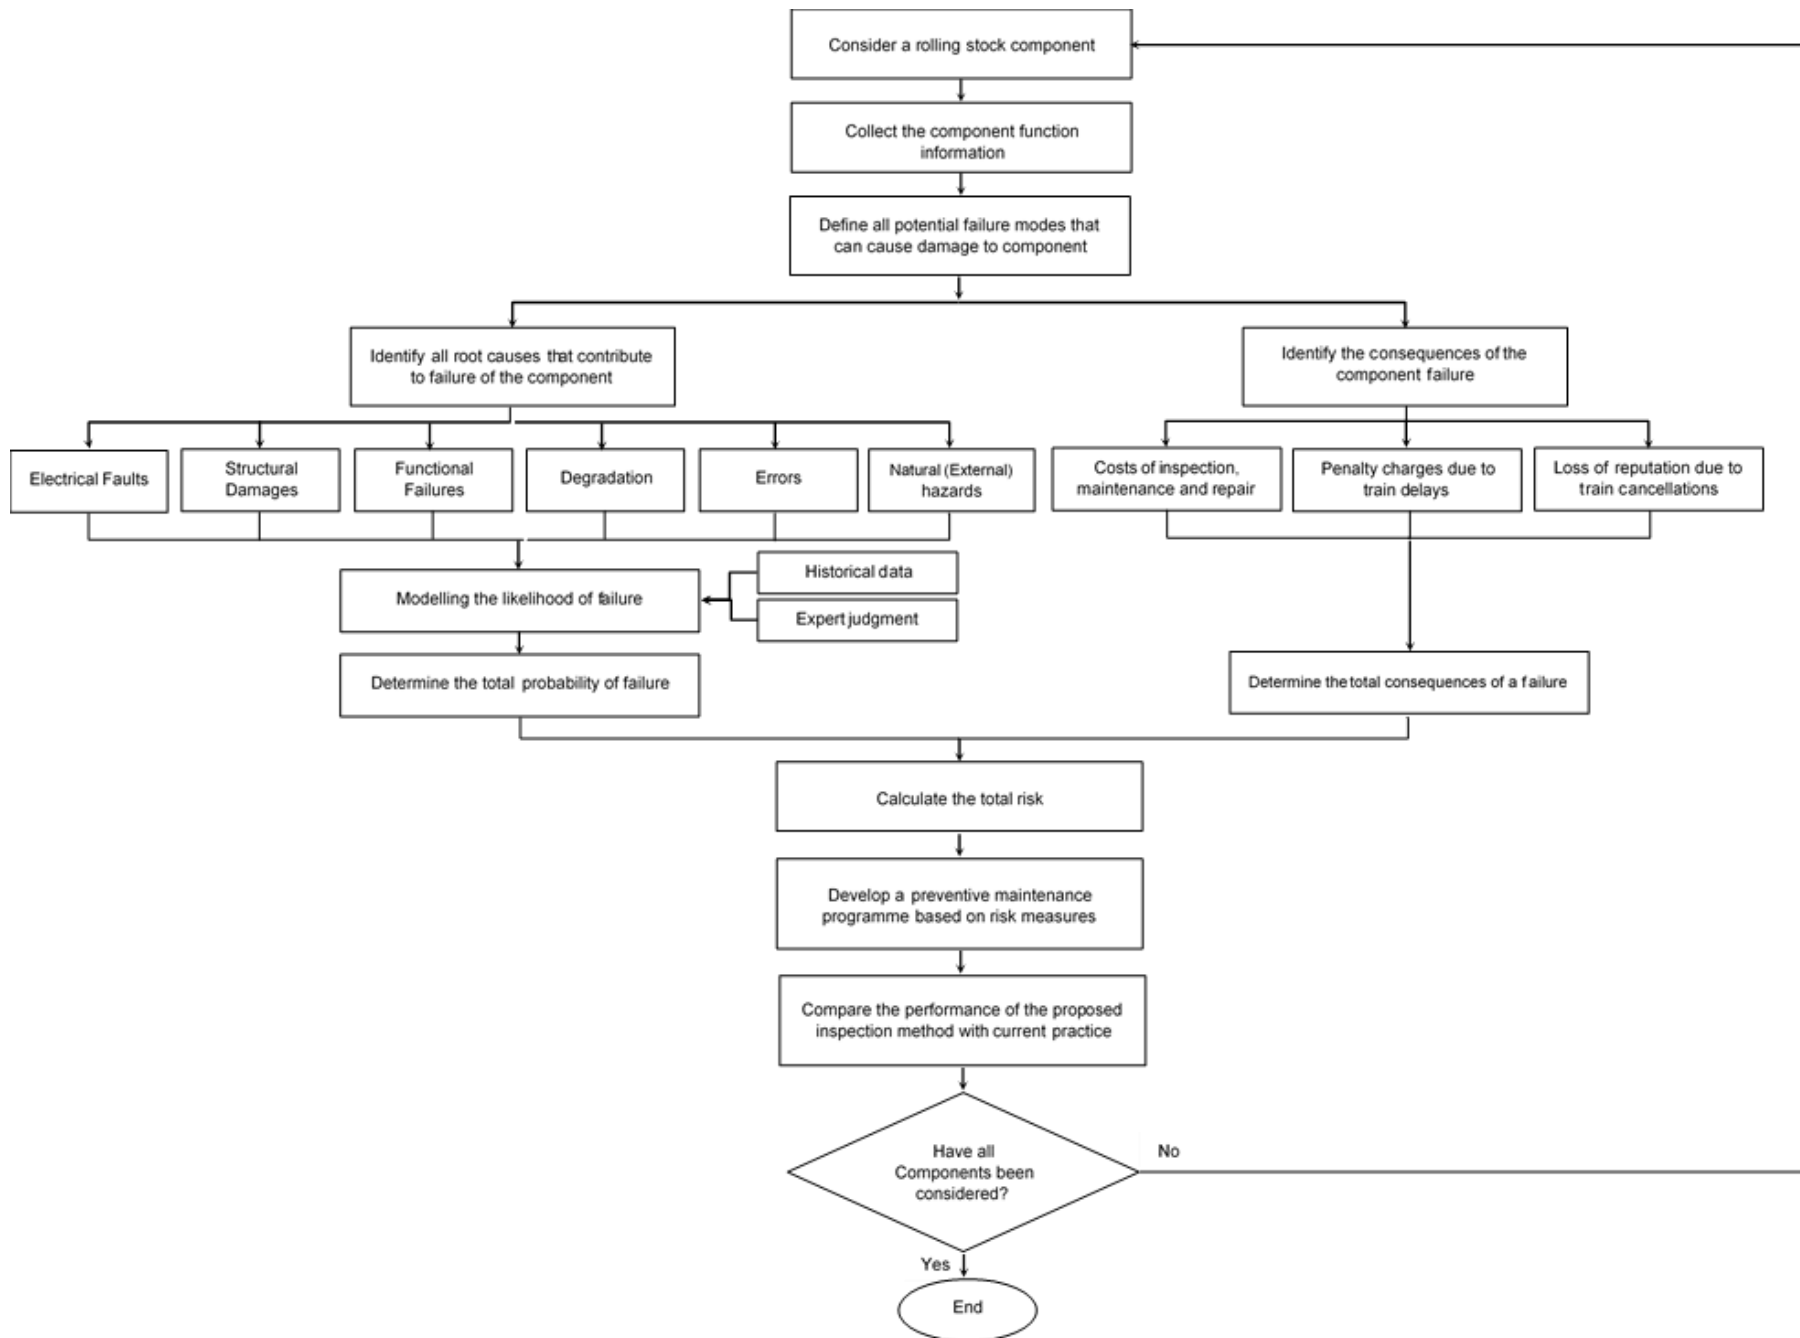 Consider a rolling stock component
Collect the component function
information
Define all potential failure modes that
can cause damage to component
Identify all root causes that contribute
to failure of the component
Identify the consequences of the
component failure
Electrical Faults
Structural
Damages
Functional
Failures
Degradation
Errors
Natural (External)
hazards
Costs of inspection,
maintenance and repair
Penalty charges due to
train delays
Loss of reputation due to
train cancellations
Modelling the likelihood of failure
Historical data
Expert judgment
Determine the total probability of failure
Determine the total consequences of a failure
Calculate the total risk
Develop a preventive maintenance
programme based on risk measures
Compare the performance of the proposed
inspection method with current practice
Have all
Components been
considered?
No
Yes
End